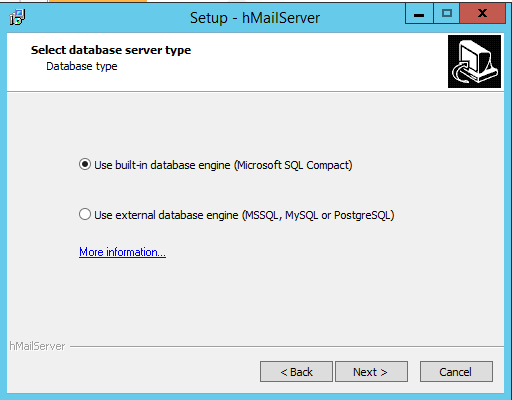 Setup - hMailServer
Select database server type
Database type
Use built-in database engine (Microsoft SQL Compact)
Use external database engine (MSSQL, MySQL or PostgreSQL)
More information...
hMailServer
< Back Next > Cancel